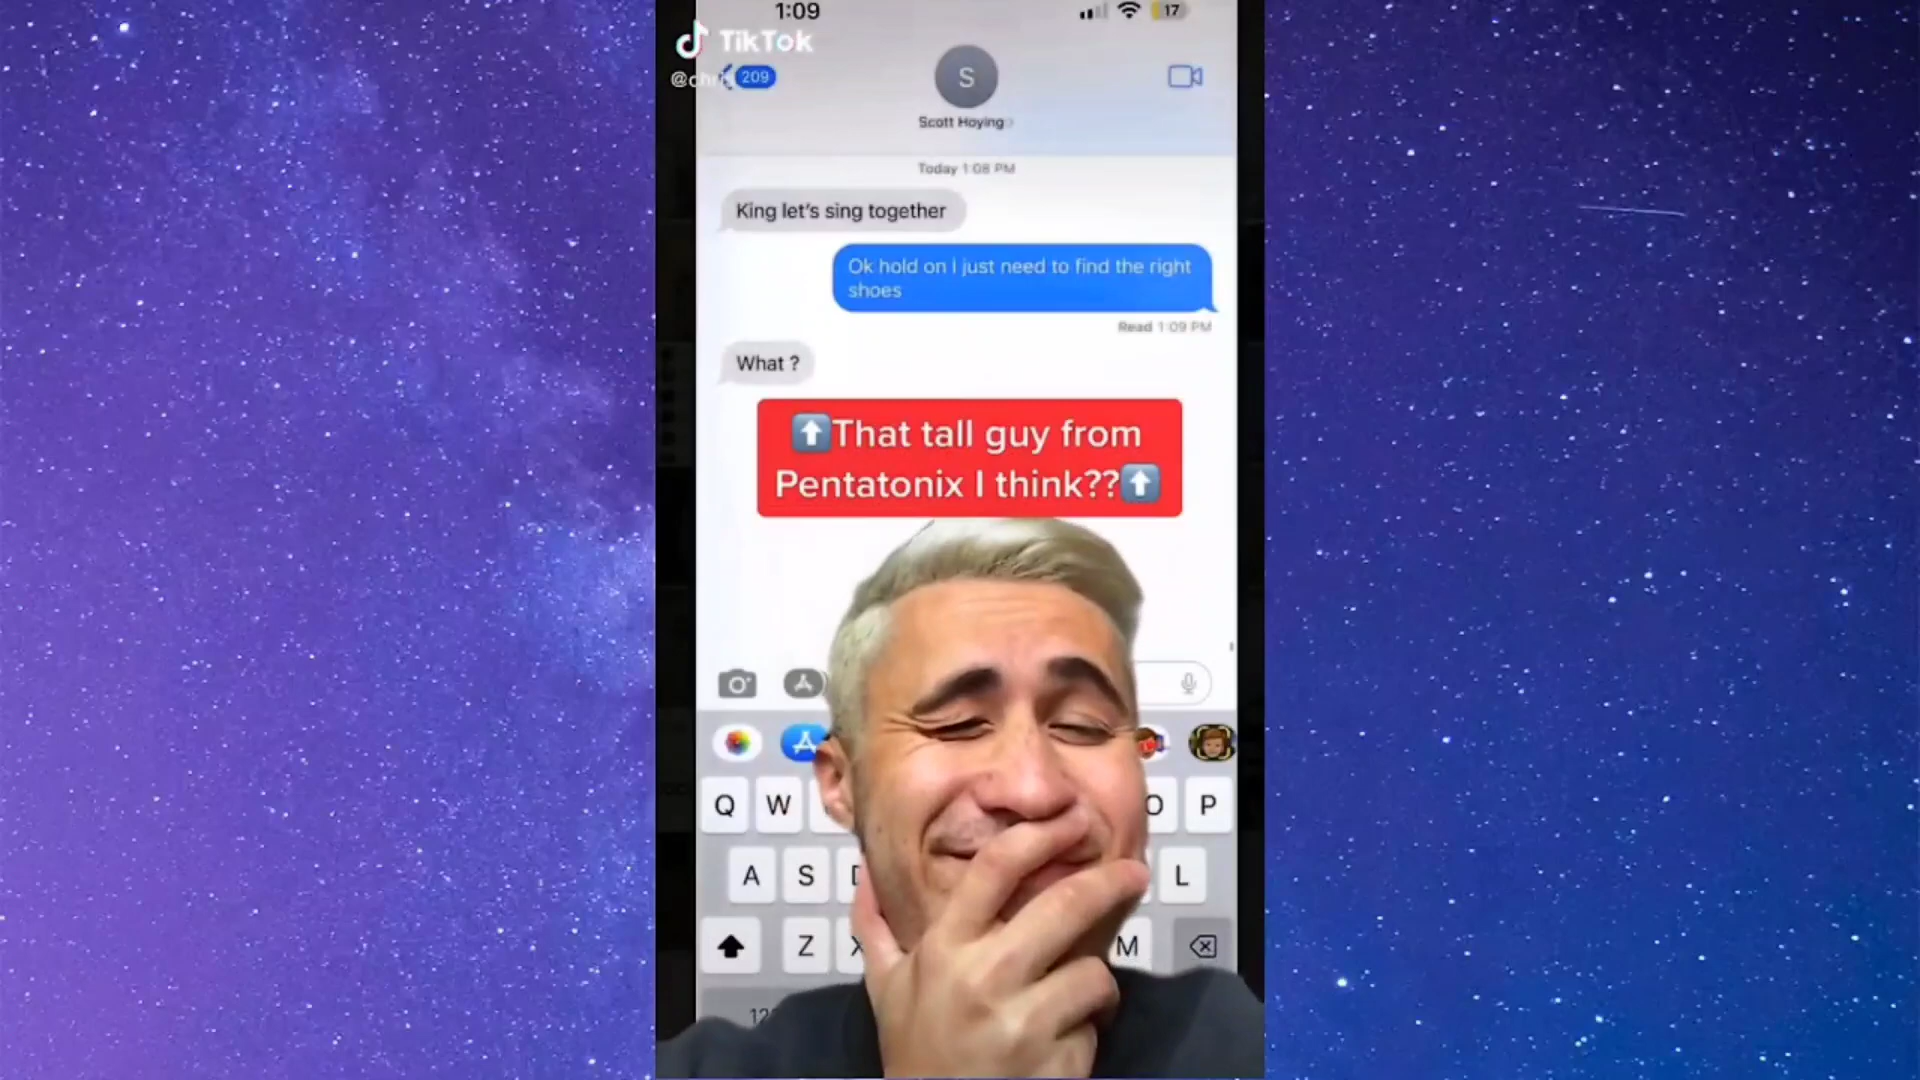 1:09
17
TikTok
209
S
Scott Hoying
Today 1:08 PM
King let's sing together
Ok hold on I just need to find the right
shoes
Read 1:09 PM
What ?
⬆️That tall guy from
Pentatonix I think??⬆️
Q W O P
A S D L
Z X M